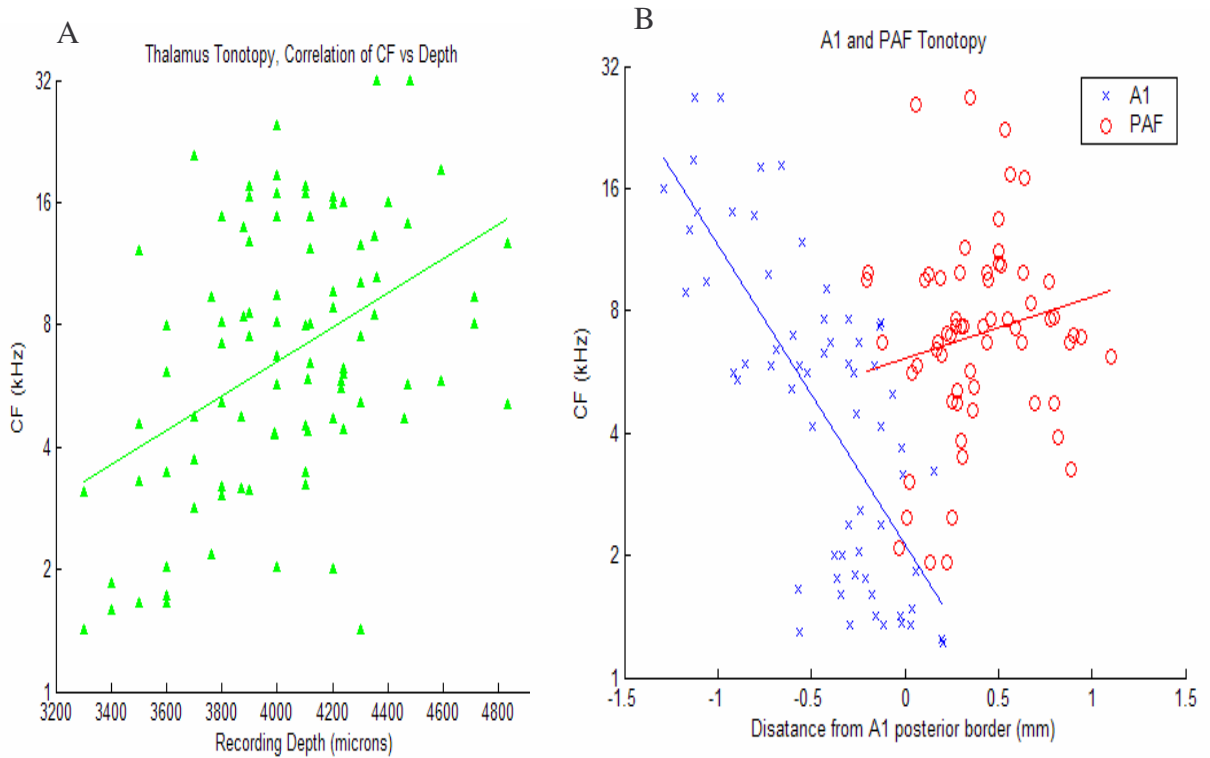 A
Thalamus Tonotopy, Correlation of CF vs Depth
32
16
8
4
2
1
CF (kHz)
3200 3400 3600 3800 4000 4200 4400 4600 4800
Recording Depth (microns)
B
A1 and PAF Tonotopy
A1
PAF
32
16
8
4
2
1
CF (kHz)
-1.5 -1 -0.5 0 0.5 1 1.5
Disatance from A1 posterior border (mm)